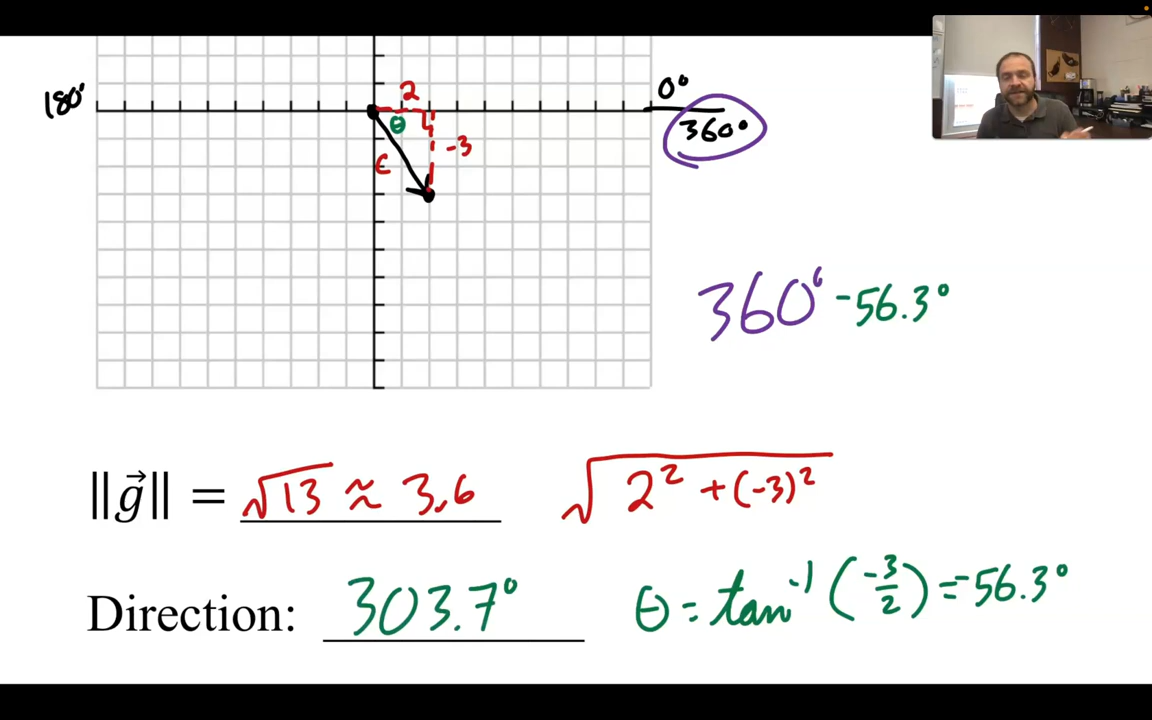 180° 2 0°
θ -3 360°
c
360° -56.3°
||g⃗|| = √13 ≈ 3.6 √(2² + (-3)²)
Direction: 303.7° θ = tan⁻¹(-3/2) = -56.3°